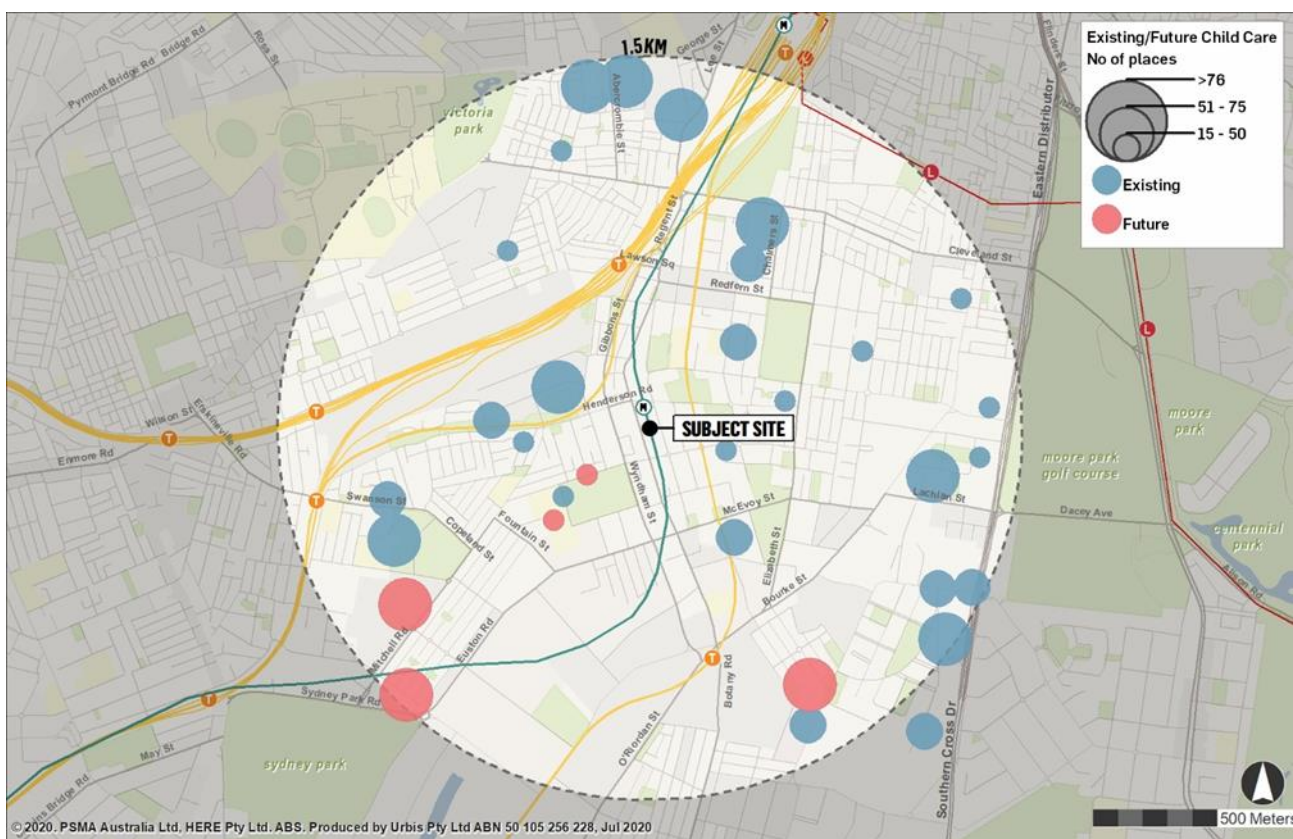 Pyrmont Bridge Rd
Ross St
victoria
park
1.5KM
George St
Lee St
Abercrombie St
M
T
L
Existing/Future Child Care
No of places
>76
51 - 75
15 - 50
Existing
Future
Flinders St
Eastern Distributor
L
Regent St
Chalmers St
Cleveland St
T
Lawson Sq
Redfern St
Gibbons St
L
Henderson Rd
M
SUBJECT SITE
T
Wilson St
T
Erskineville Rd
Enmore Rd
moore
park
moore park
golf course
T
Swanson St
Copeland St
Fountain St
Wyndham St
McEvoy St
Lachlan St
Dacey Ave
centennial
park
Alison Rd
Elizabeth St
Bourke St
Mitchell Rd
Euston Rd
T
Botany Rd
T
Sydney Park Rd
May St
O'Riordan St
Southern Cross Dr
sydney park
Bridge Rd
500 Meters
© 2020. PSMA Australia Ltd, HERE Pty Ltd. ABS. Produced by Urbis Pty Ltd ABN 50 105 256 228, Jul 2020